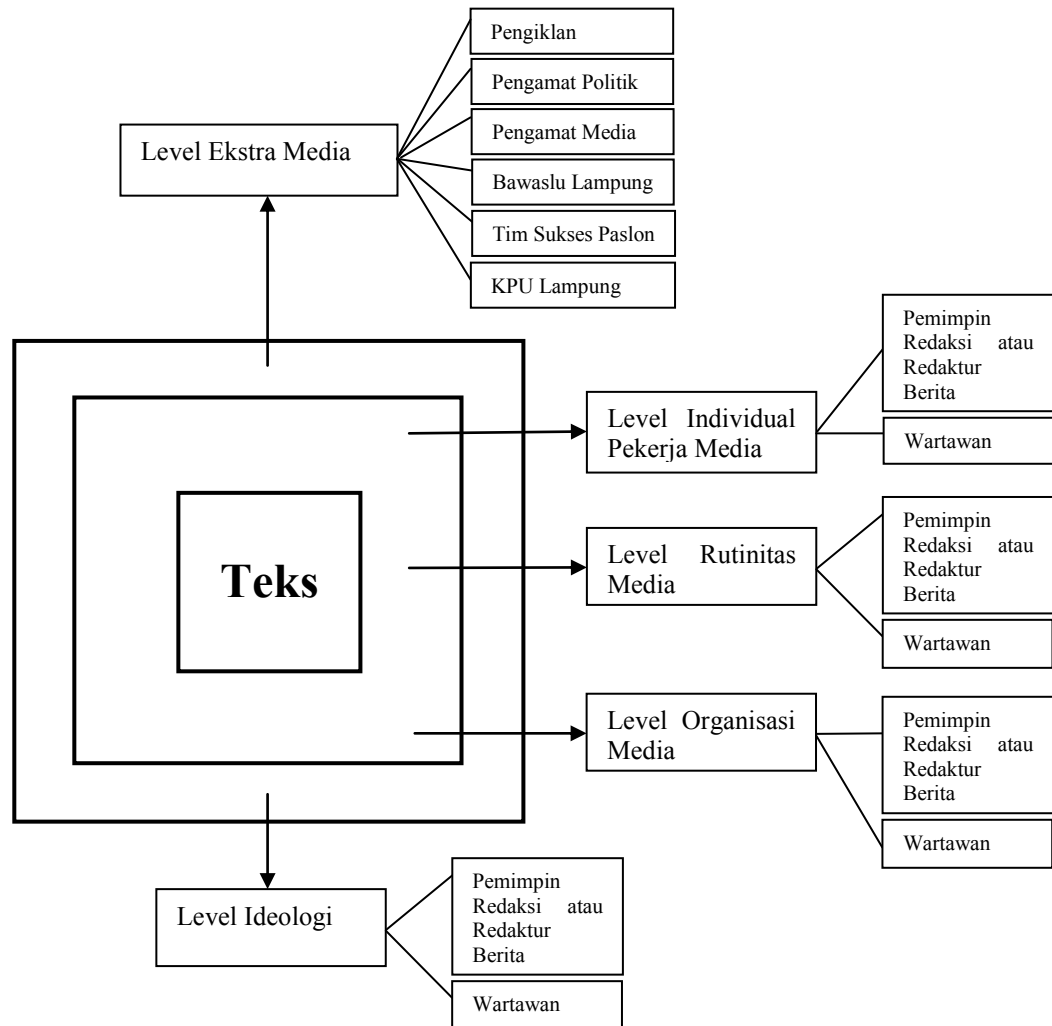 Pengiklan
Pengamat Politik
Level Ekstra Media
Pengamat Media
Bawaslu Lampung
Tim Sukses Paslon
KPU Lampung
Level Individual
Pekerja Media
Pemimpin
Redaksi atau
Redaktur
Berita
Wartawan
Teks
Level Rutinitas
Media
Pemimpin
Redaksi atau
Redaktur
Berita
Wartawan
Level Organisasi
Media
Pemimpin
Redaksi atau
Redaktur
Berita
Wartawan
Level Ideologi
Pemimpin
Redaksi atau
Redaktur
Berita
Wartawan